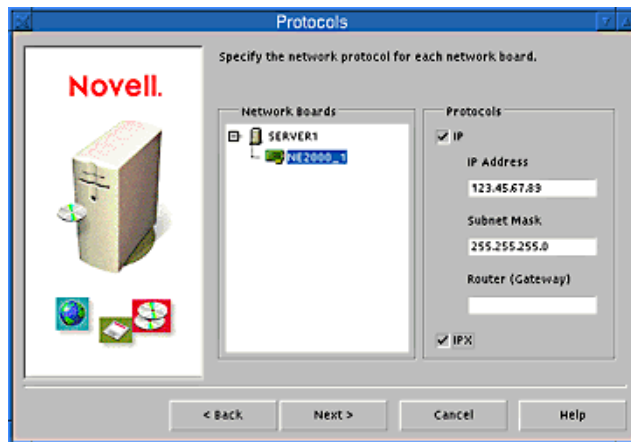 Protocols
Novell.
Specify the network protocol for each network board.
Network Boards
SERVER1
NE2000_1
Protocols
IP
IP Address
123.45.67.89
Subnet Mask
255.255.255.0
Router (Gateway)
IPX
< Back
Next >
Cancel
Help